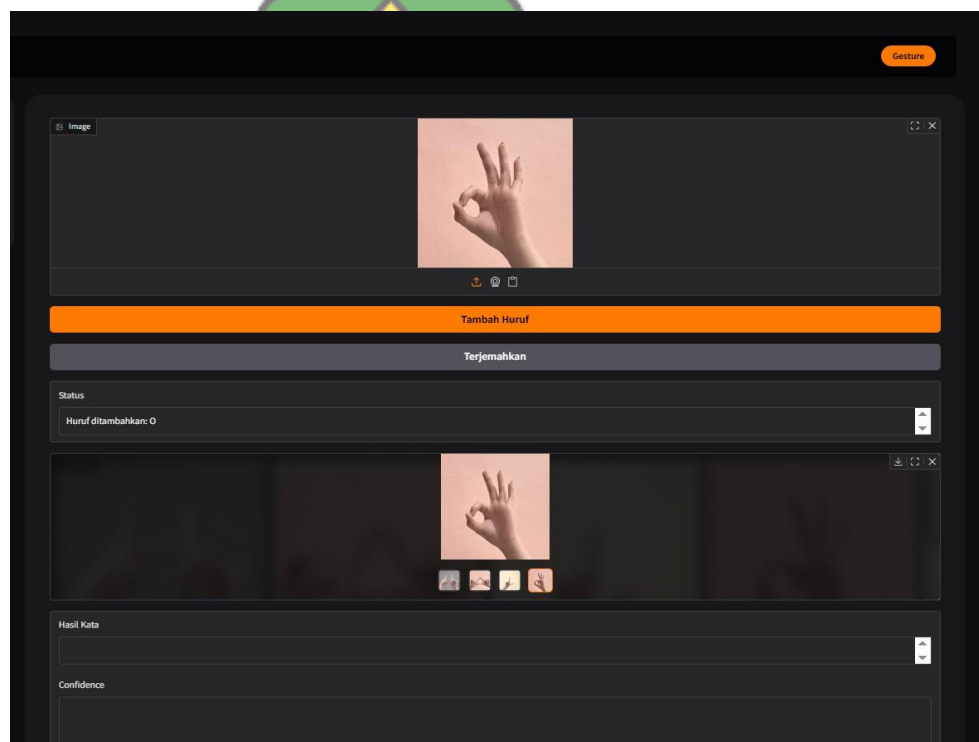 Gesture
Image
Tambah Huruf
Terjemahkan
Status
Huruf ditambahkan: O
Hasil Kata
Confidence